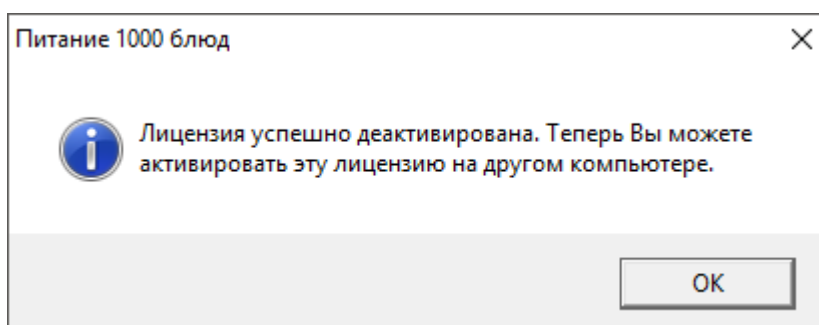 Питание 1000 блюд
Лицензия успешно деактивирована. Теперь Вы можете
активировать эту лицензию на другом компьютере.
OK